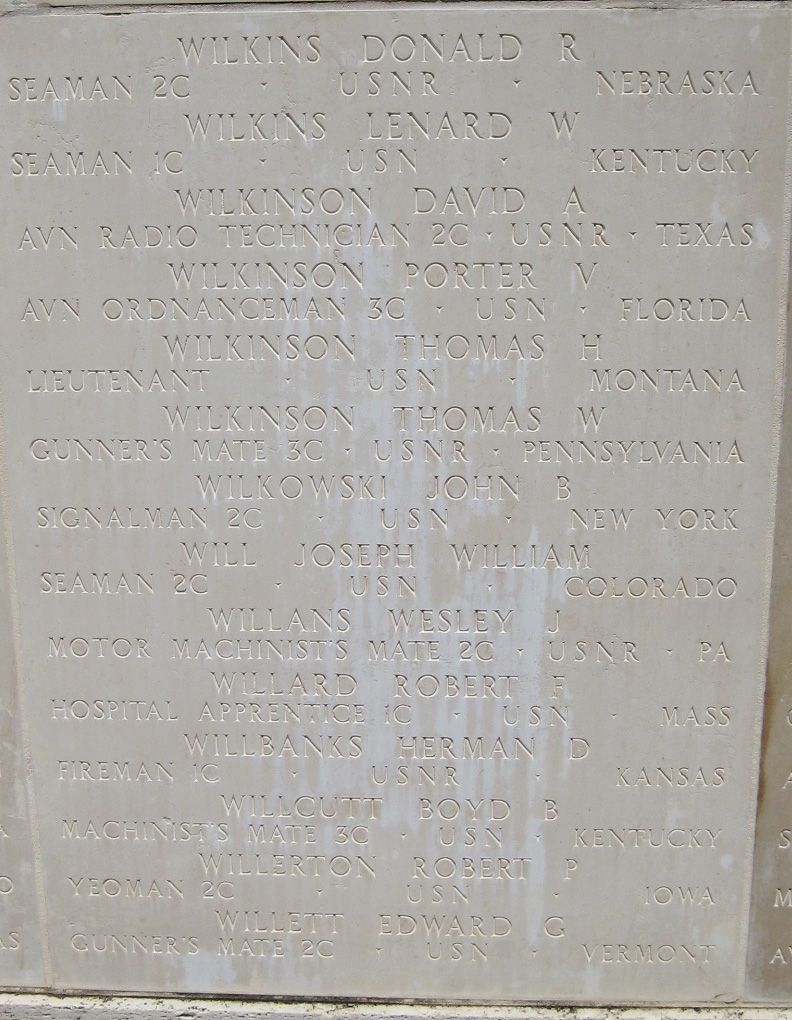 WILKINS DONALD R
SEAMAN 2C · USNR · NEBRASKA
WILKINS LENARD W
SEAMAN 1C · USN · KENTUCKY
WILKINSON DAVID A
AVN RADIO TECHNICIAN 2C · USNR · TEXAS
WILKINSON PORTER V
AVN ORDNANCEMAN 3C · USN · FLORIDA
WILKINSON THOMAS H
LIEUTENANT · USN · MONTANA
WILKINSON THOMAS W
GUNNER'S MATE 3C · USNR · PENNSYLVANIA
WILKOWSKI JOHN B
SIGNALMAN 2C · USN · NEW YORK
WILL JOSEPH WILLIAM
SEAMAN 2C · USN · COLORADO
WILLANS WESLEY J
MOTOR MACHINIST'S MATE 2C · USNR · PA
WILLARD ROBERT F
HOSPITAL APPRENTICE 1C · USN · MASS
WILLBANKS HERMAN D
FIREMAN 1C · USNR · KANSAS
WILLCUTT BOYD B
MACHINIST'S MATE 3C · USN · KENTUCKY
WILLERTON ROBERT P
YEOMAN 2C · USN · IOWA
WILLETT EDWARD G
GUNNER'S MATE 2C · USN · VERMONT